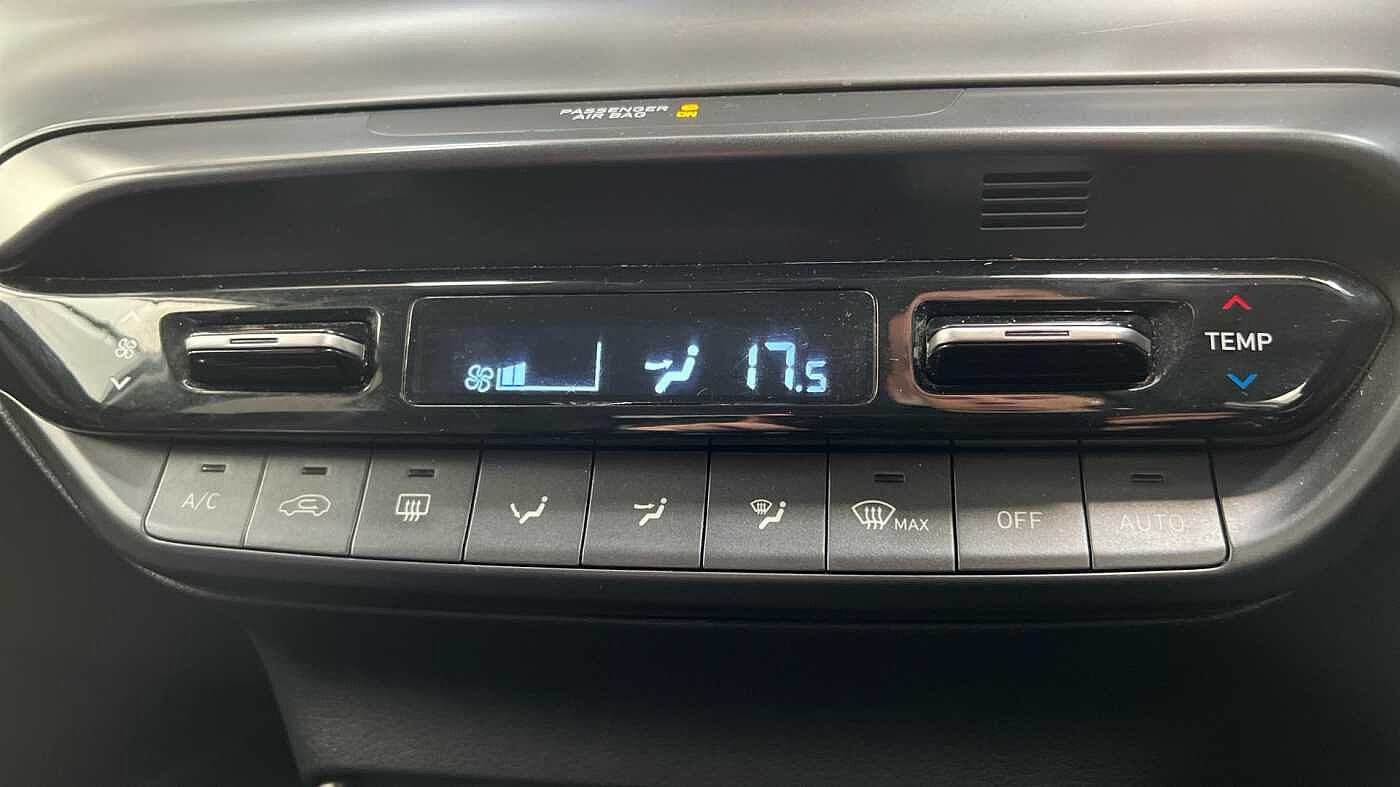 PASSENGER
AIR BAG ON
17.5
TEMP
A/C
MAX
OFF
AUTO